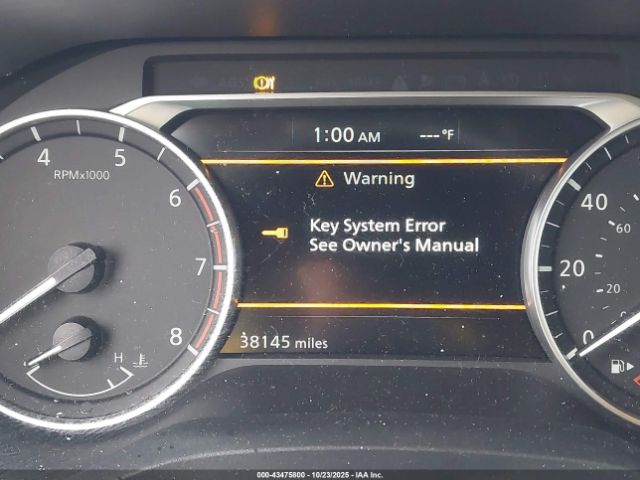 1:00 AM ---°F
4 5
RPMx1000
6
Warning
40
Key System Error
See Owner's Manual
60
7
20
20
8
38145 miles
0
H
C
000-43475800 - 10/23/2025 - IAA Inc.